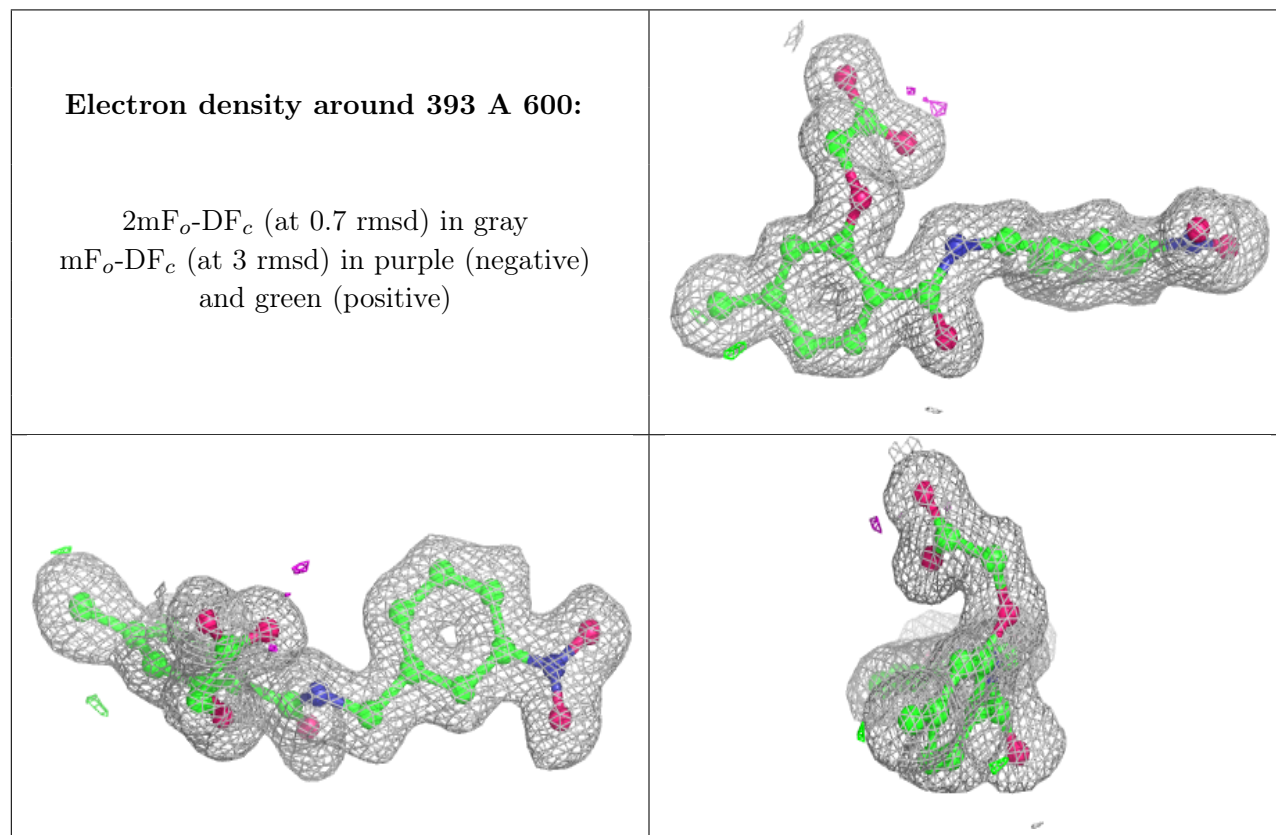 Electron density around 393 A 600:
2mFo-DFc (at 0.7 rmsd) in gray
mFo-DFc (at 3 rmsd) in purple (negative)
and green (positive)